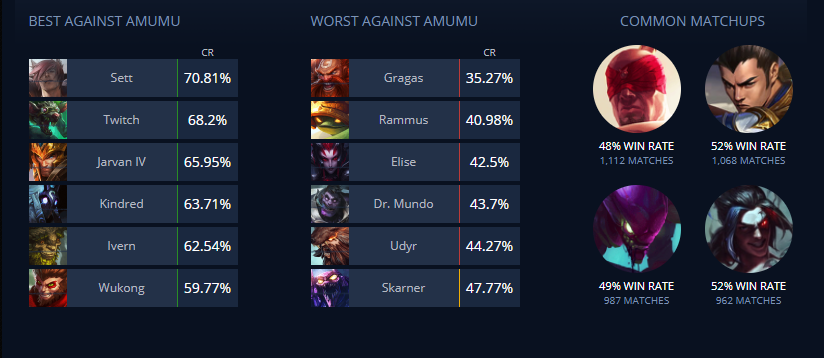 BEST AGAINST AMUMU
CR
Sett 70.81%
Twitch 68.2%
Jarvan IV 65.95%
Kindred 63.71%
Ivern 62.54%
Wukong 59.77%
WORST AGAINST AMUMU
CR
Gragas 35.27%
Rammus 40.98%
Elise 42.5%
Dr. Mundo 43.7%
Udyr 44.27%
Skarner 47.77%
COMMON MATCHUPS
48% WIN RATE
1,112 MATCHES
52% WIN RATE
1,068 MATCHES
49% WIN RATE
987 MATCHES
52% WIN RATE
962 MATCHES